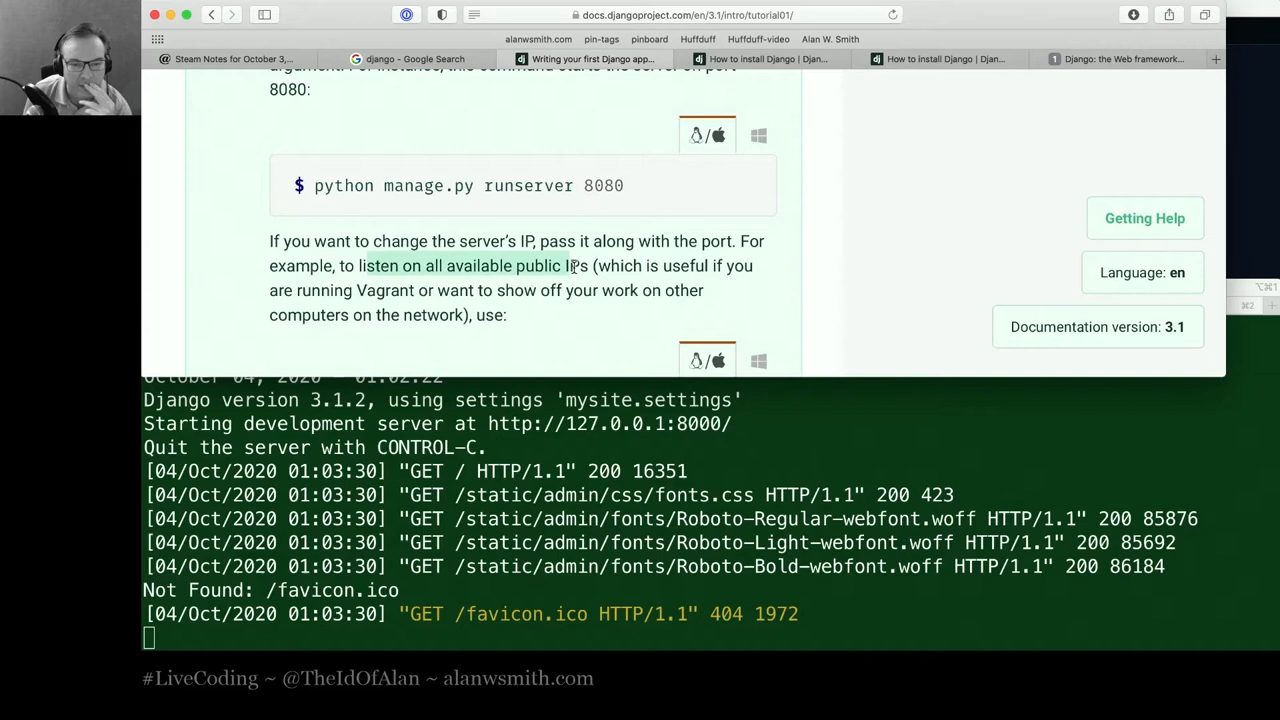 docs.djangoproject.com/en/3.1/intro/tutorial01/
alanwsmith.com pin-tags pinboard Huffduff Huffduff-video Alan W. Smith
Steam Notes for October 3,... django - Google Search Writing your first Django app... How to install Django | Djan... How to install Django | Djan... Django: the Web framework...
8080:
$ python manage.py runserver 8080
If you want to change the server's IP, pass it along with the port. For
example, to listen on all available public IPs (which is useful if you
are running Vagrant or want to show off your work on other
computers on the network), use:
Getting Help
Language: en
Documentation version: 3.1
⌥⌘1
⌘2
October 04, 2020 - 01:02:22
Django version 3.1.2, using settings 'mysite.settings'
Starting development server at http://127.0.0.1:8000/
Quit the server with CONTROL-C.
[04/Oct/2020 01:03:30] "GET / HTTP/1.1" 200 16351
[04/Oct/2020 01:03:30] "GET /static/admin/css/fonts.css HTTP/1.1" 200 423
[04/Oct/2020 01:03:30] "GET /static/admin/fonts/Roboto-Regular-webfont.woff HTTP/1.1" 200 85876
[04/Oct/2020 01:03:30] "GET /static/admin/fonts/Roboto-Light-webfont.woff HTTP/1.1" 200 85692
[04/Oct/2020 01:03:30] "GET /static/admin/fonts/Roboto-Bold-webfont.woff HTTP/1.1" 200 86184
Not Found: /favicon.ico
[04/Oct/2020 01:03:30] "GET /favicon.ico HTTP/1.1" 404 1972
#LiveCoding ~ @TheIdOfAlan ~ alanwsmith.com